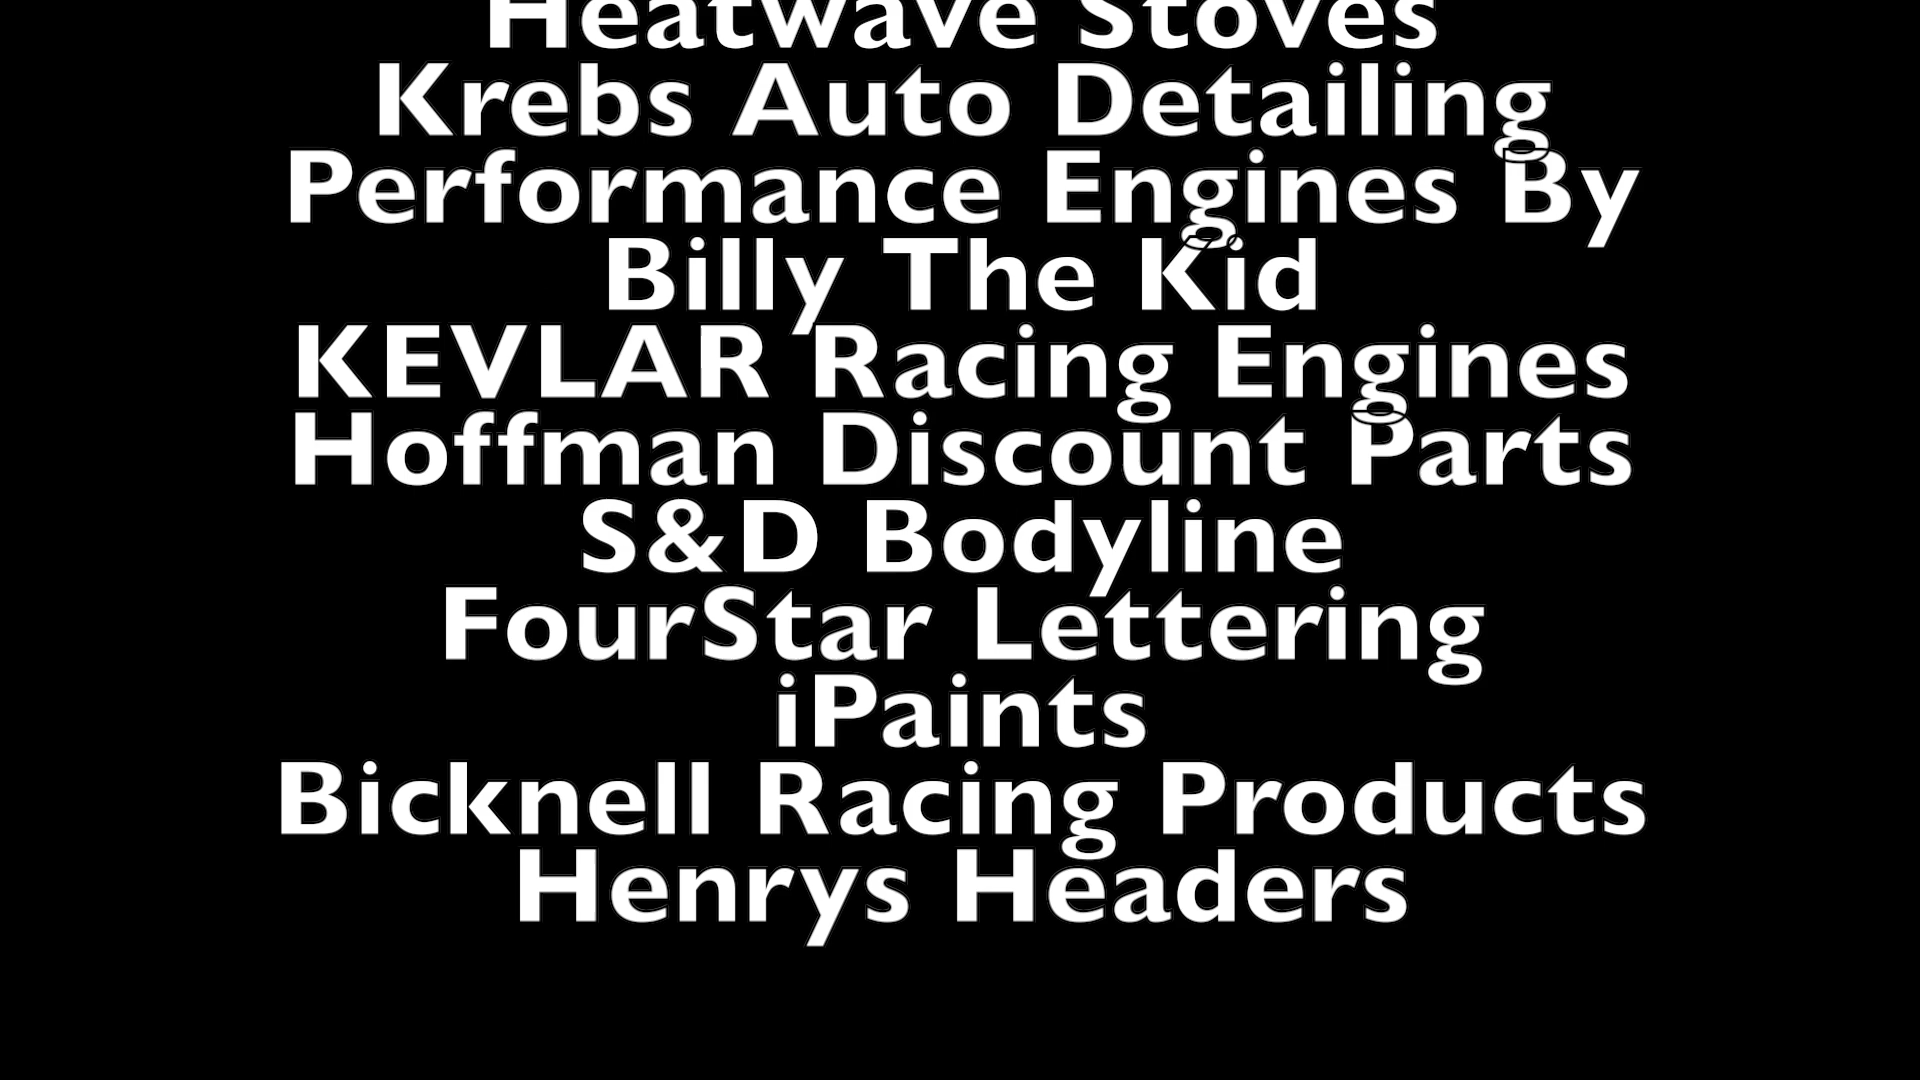 Heatwave Stoves
Krebs Auto Detailing
Performance Engines By
Billy The Kid
KEVLAR Racing Engines
Hoffman Discount Parts
S&D Bodyline
FourStar Lettering
iPaints
Bicknell Racing Products
Henrys Headers